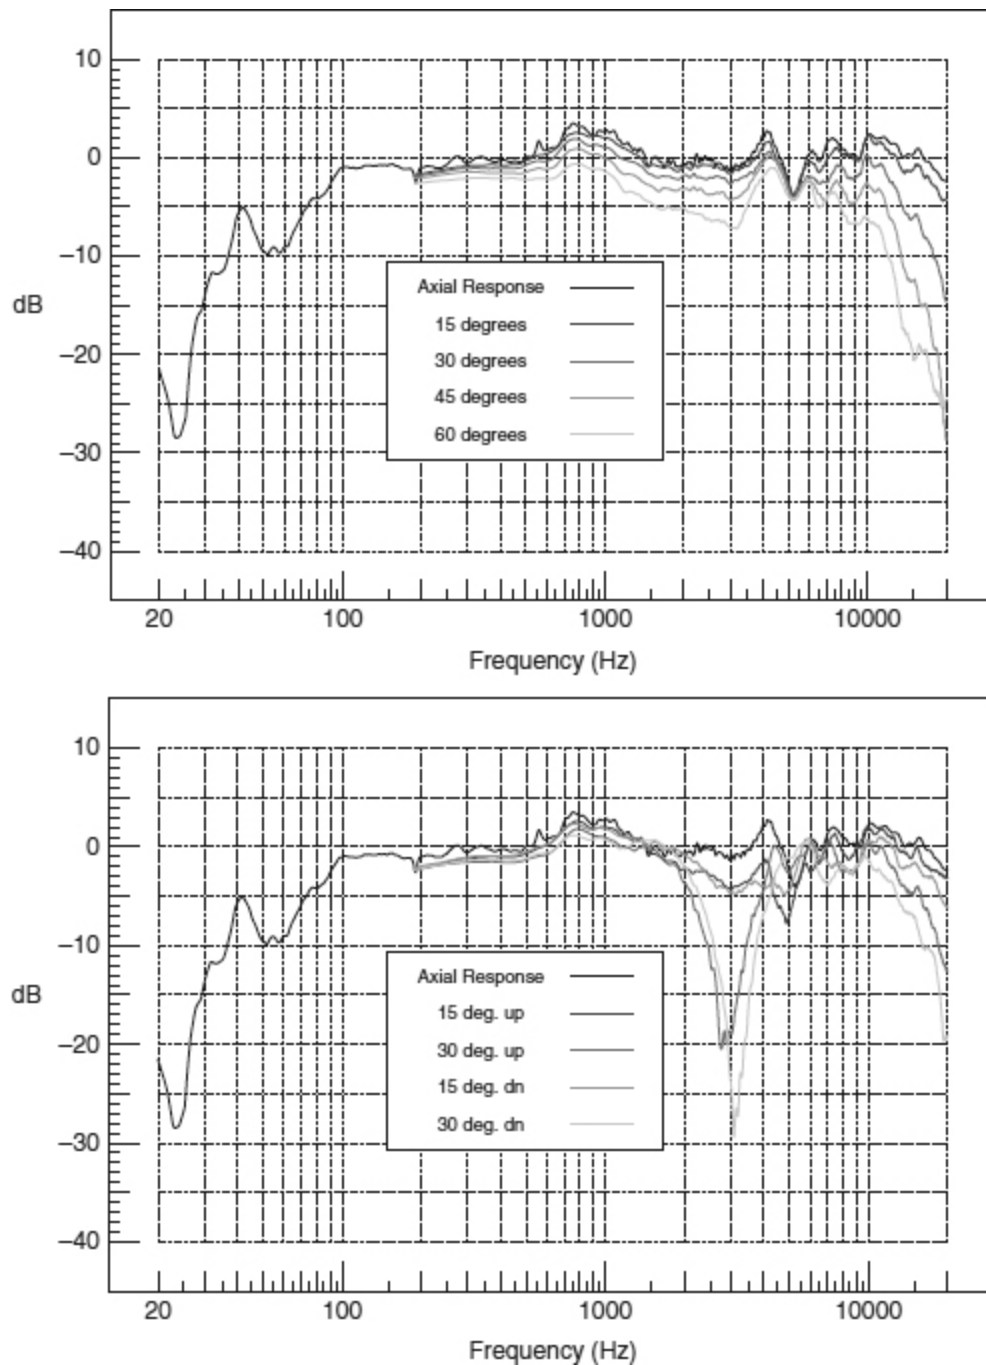 10
0
–10
dB
–20
–30
–40
Axial Response
15 degrees
30 degrees
45 degrees
60 degrees
20 100 1000 10000
Frequency (Hz)
10
0
–10
dB
–20
–30
–40
Axial Response
15 deg. up
30 deg. up
15 deg. dn
30 deg. dn
20 100 1000 10000
Frequency (Hz)